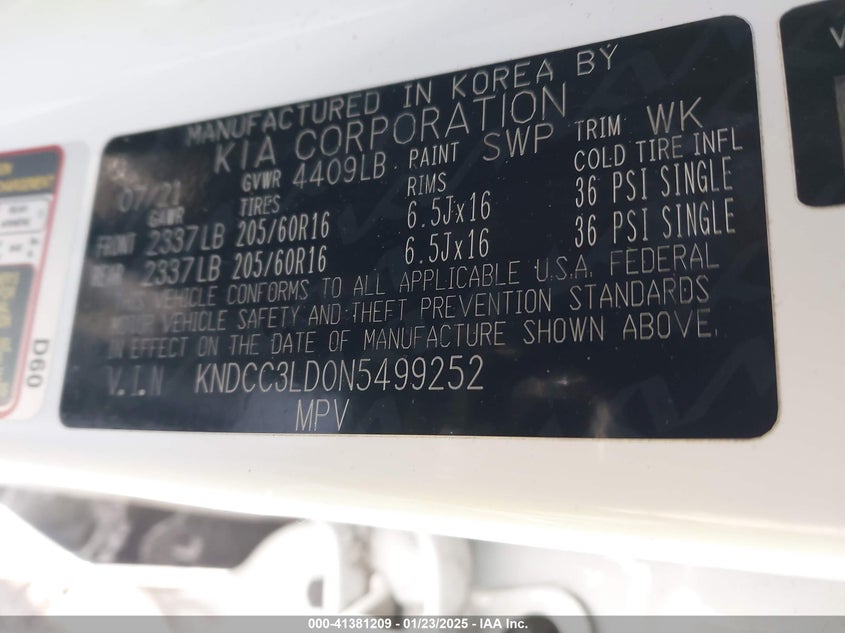 MANUFACTURED IN KOREA BY
KIA CORPORATION
07/21 GVWR 4409LB PAINT SWP TRIM WK
GAWR TIRES RIMS COLD TIRE INFL
FRONT 2337LB 205/60R16 6.5Jx16 36 PSI SINGLE
REAR 2337LB 205/60R16 6.5Jx16 36 PSI SINGLE
THIS VEHICLE CONFORMS TO ALL APPLICABLE U.S.A. FEDERAL
MOTOR VEHICLE SAFETY AND THEFT PREVENTION STANDARDS
IN EFFECT ON THE DATE OF MANUFACTURE SHOWN ABOVE.
V.I.N KNDCC3LD0N5499252
MPV
D60
V
000-41381209 - 01/23/2025 - IAA Inc.